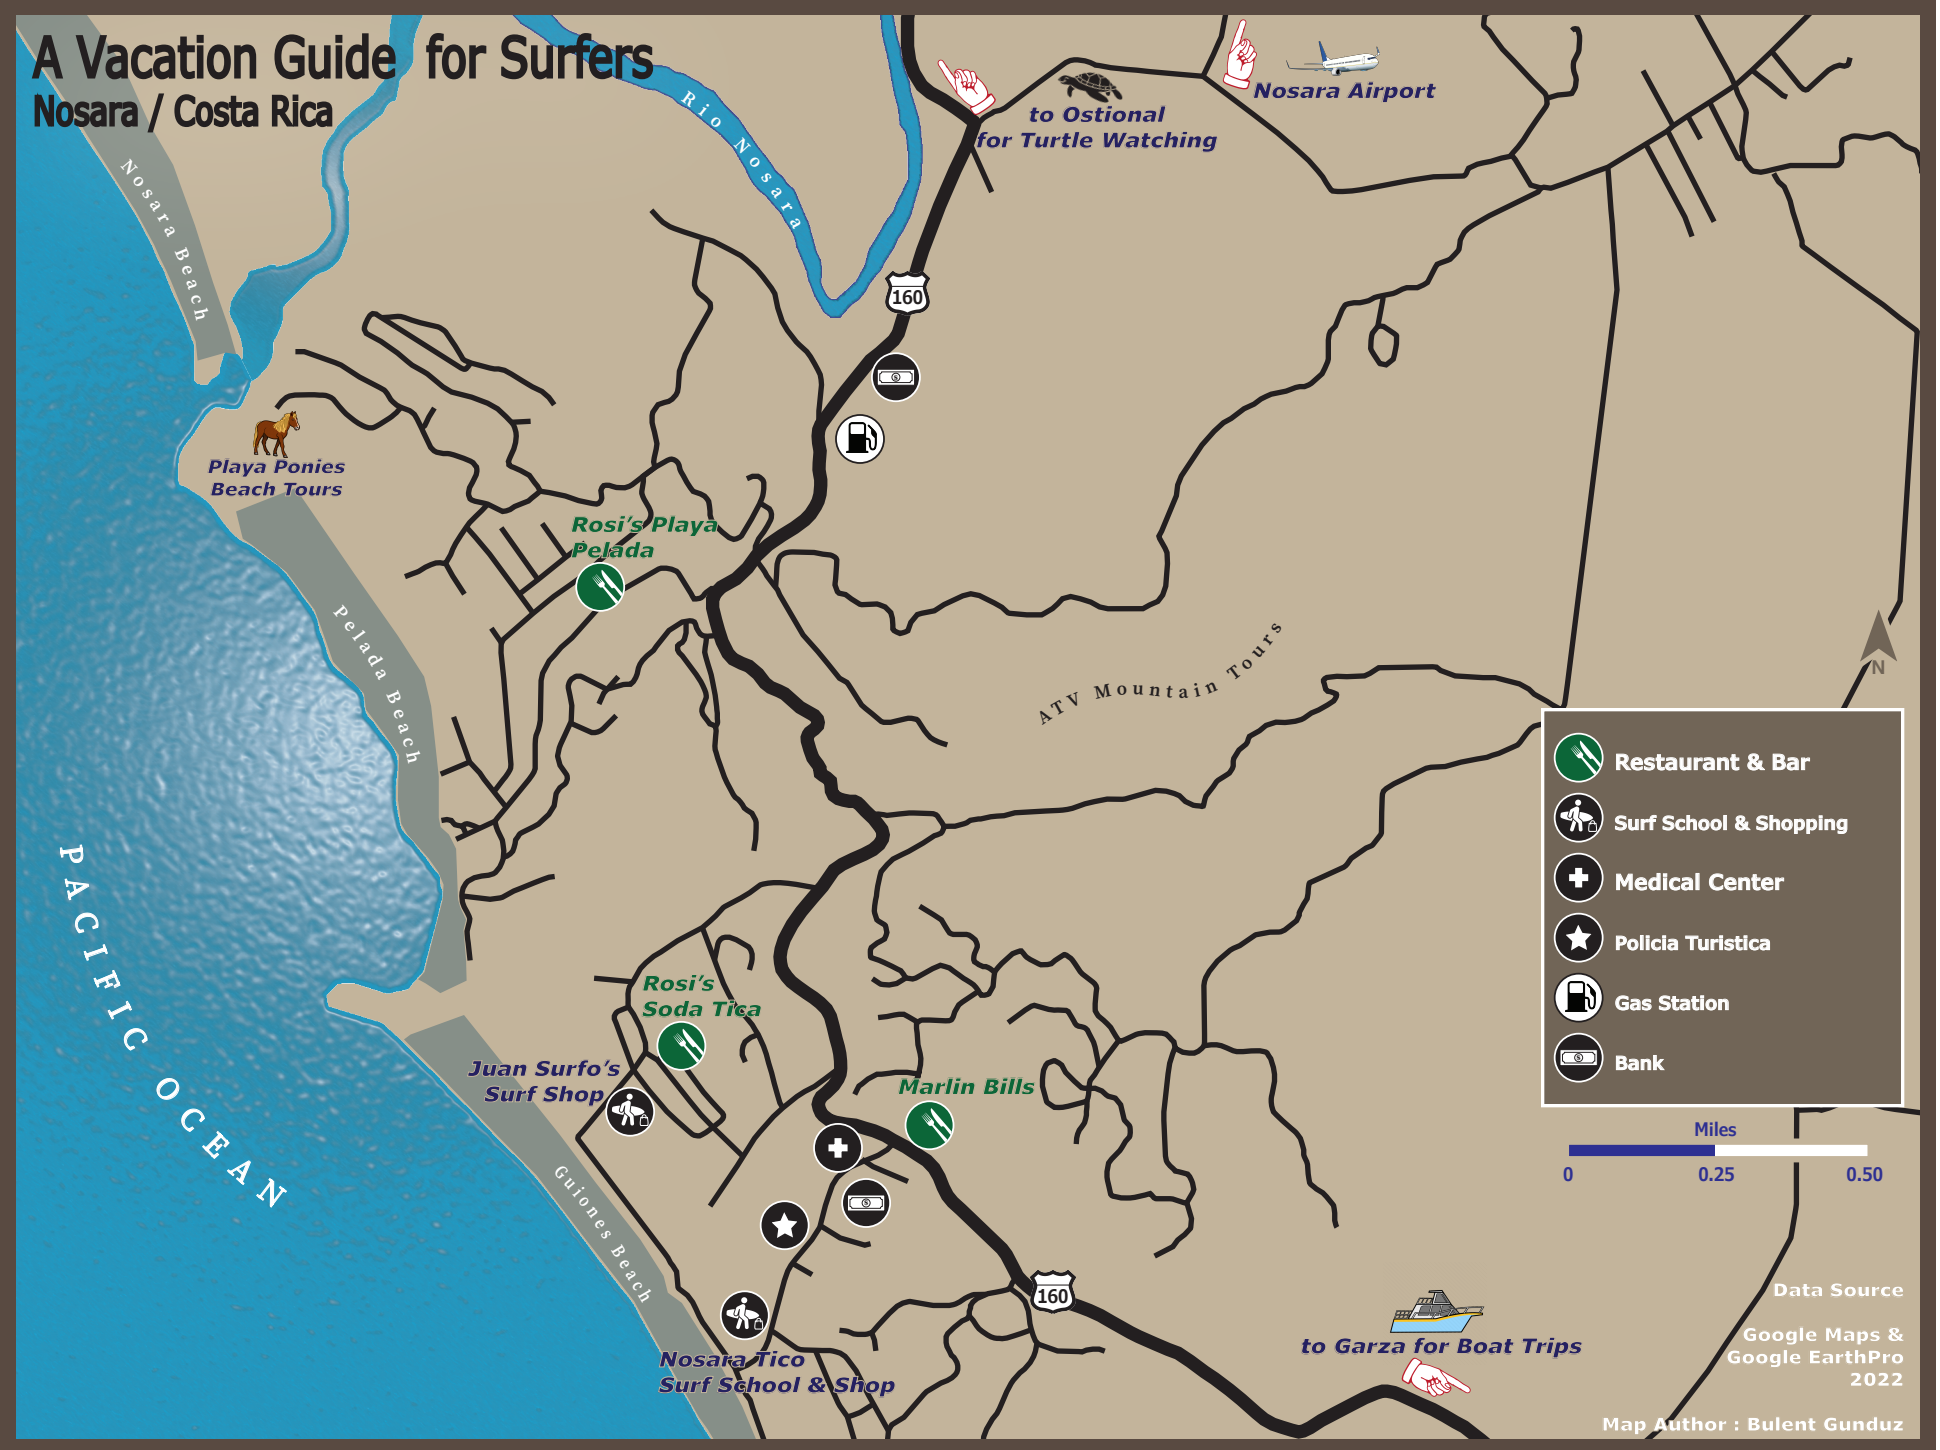 A Vacation Guide for Surfers
Nosara / Costa Rica
Nosara Beach
Rio Nosara
to Ostional
for Turtle Watching
Nosara Airport
160
Playa Ponies
Beach Tours
Rosi's Playa
Pelada
Pelada Beach
ATV Mountain Tours
N
Restaurant & Bar
Surf School & Shopping
Medical Center
Policia Turistica
Gas Station
Bank
PACIFIC OCEAN
Rosi's
Soda Tica
Juan Surfo's
Surf Shop
Marlin Bills
Miles
0 0.25 0.50
Guiones Beach
160
Nosara Tico
Surf School & Shop
to Garza for Boat Trips
Data Source
Google Maps &
Google EarthPro
2022
Map Author : Bulent Gunduz